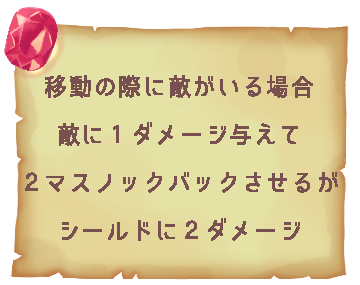 移動の際に敵がいる場合
敵に１ダメージ与えて
２マスノックバックさせるが
シールドに２ダメージ